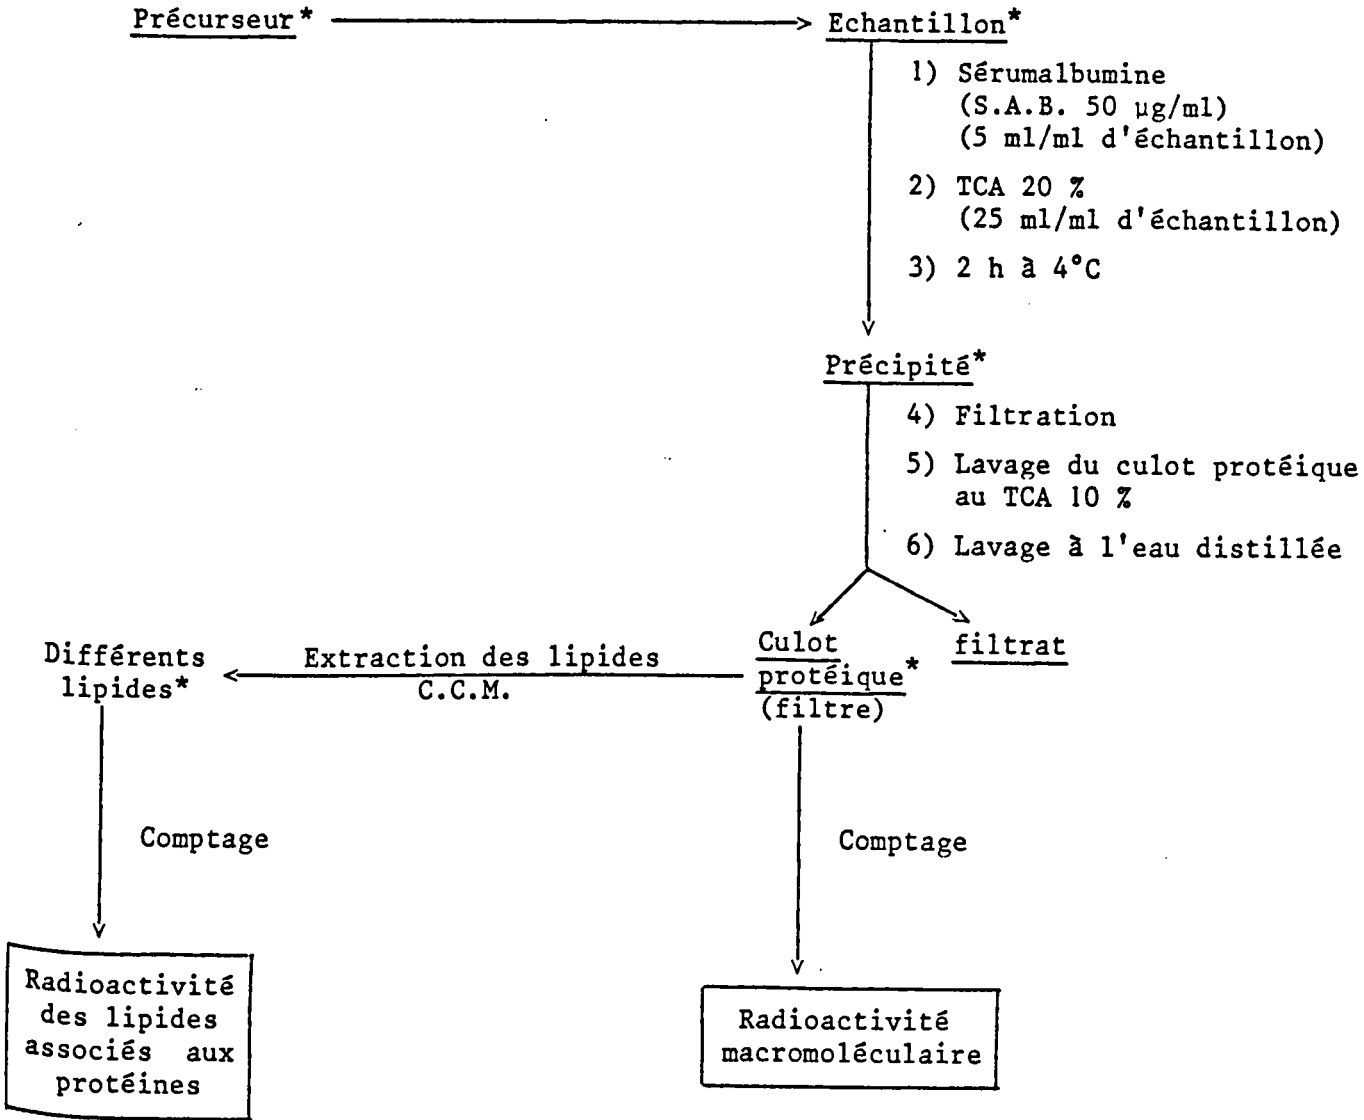 Précurseur*
Echantillon*
1) Sérumalbumine
(S.A.B. 50 µg/ml)
(5 ml/ml d'échantillon)
2) TCA 20 %
(25 ml/ml d'échantillon)
3) 2 h à 4°C
Précipité*
4) Filtration
5) Lavage du culot protéique
au TCA 10 %
6) Lavage à l'eau distillée
Différents
lipides*
Extraction des lipides
C.C.M.
Culot
protéique*
(filtre)
filtrat
Comptage
Comptage
Radioactivité
des lipides
associés aux
protéines
Radioactivité
macromoléculaire